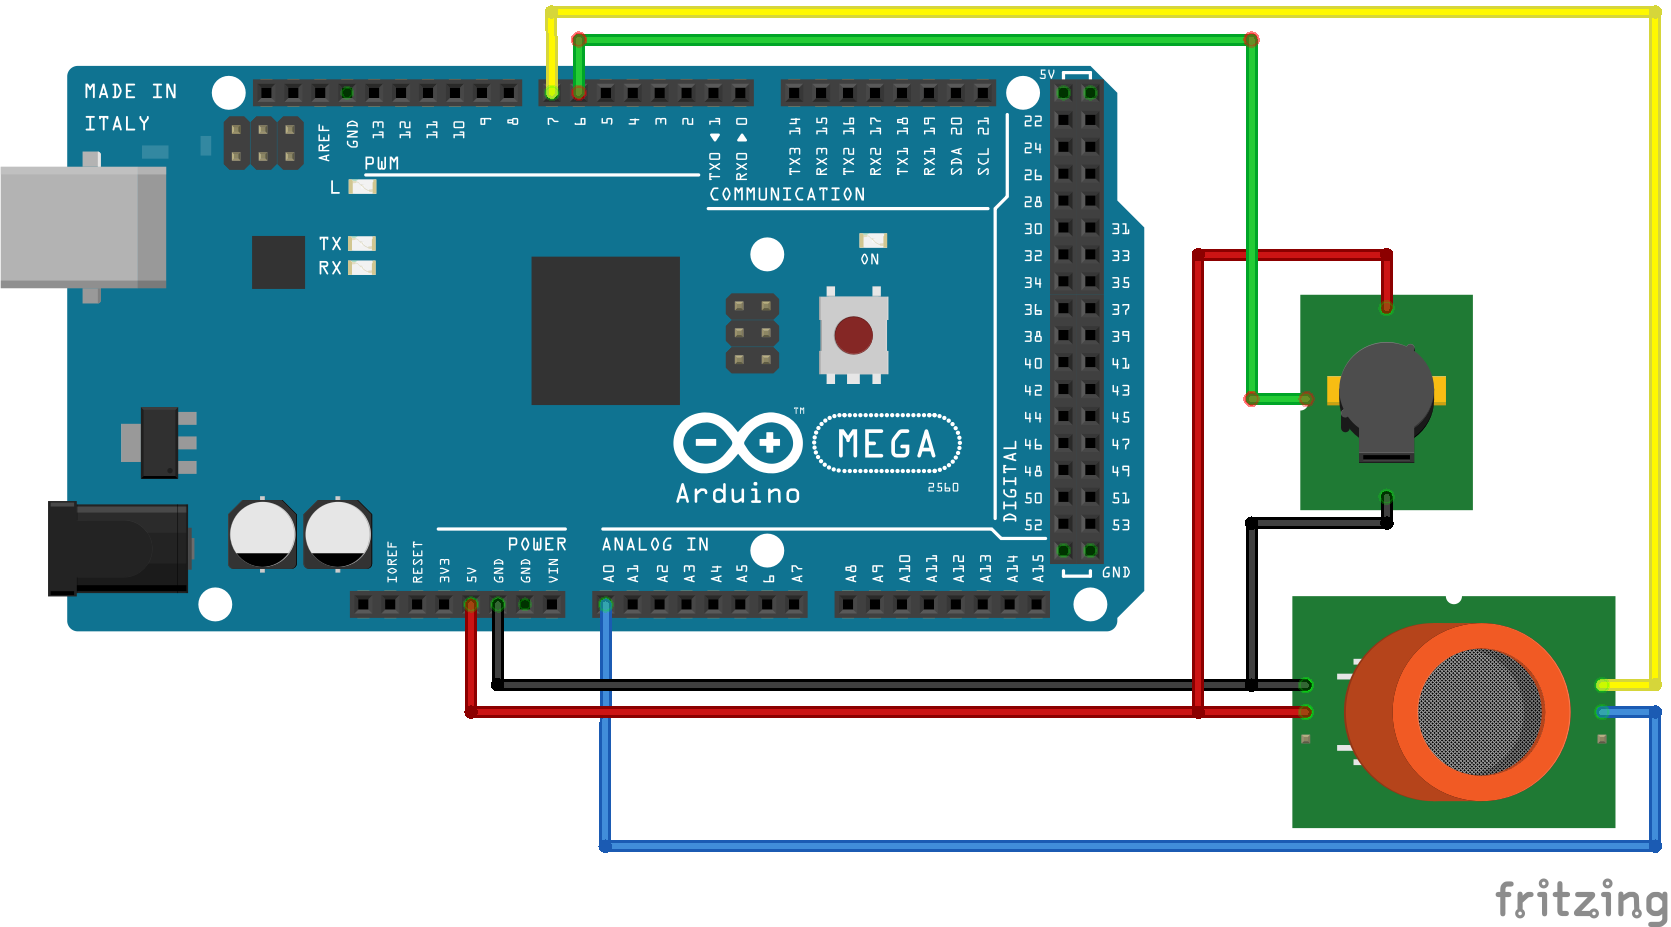 MADE IN
ITALY
AREF
GND
13
12
11
10
9
8
7
6
5
4
3
2
TX0 ▶ 1
RX0 ◀ 0
TX3 14
RX3 15
TX2 16
RX2 17
TX1 18
RX1 19
SDA 20
SCL 21
PWM
COMMUNICATION
L
TX
RX
ON
5V
22
24
26
28
30 31
32 33
34 35
36 37
38 39
40 41
42 43
44 45
46 47
48 49
50 51
52 53
GND
DIGITAL
TM
MEGA
Arduino
2560
POWER
ANALOG IN
IOREF
RESET
3V3
5V
GND
GND
VIN
A0
A1
A2
A3
A4
A5
6
A7
A8
A9
A10
A11
A12
A13
A14
A15
fritzing